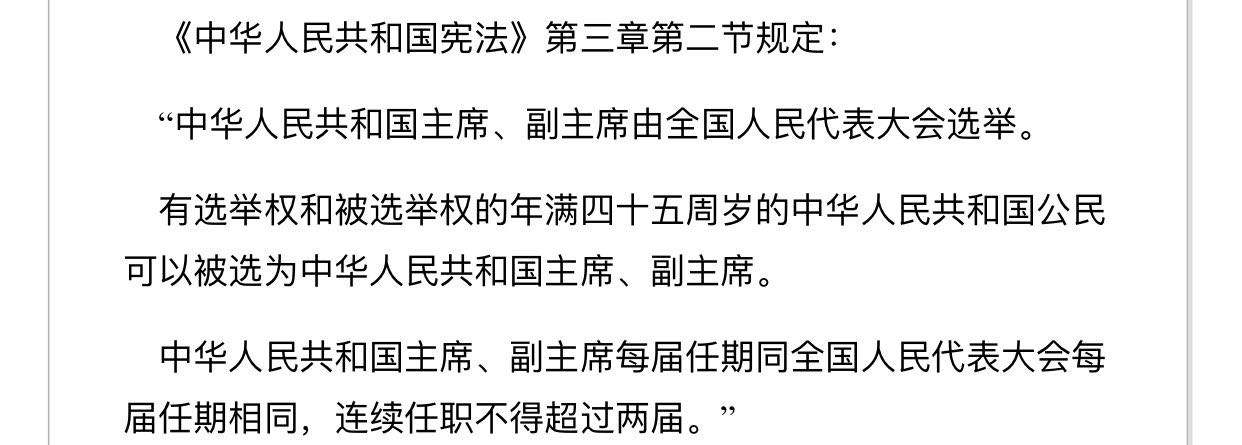 《中华人民共和国宪法》第三章第二节规定：
“中华人民共和国主席、副主席由全国人民代表大会选举。
有选举权和被选举权的年满四十五周岁的中华人民共和国公民
可以被选为中华人民共和国主席、副主席。
中华人民共和国主席、副主席每届任期同全国人民代表大会每
届任期相同，连续任职不得超过两届。”